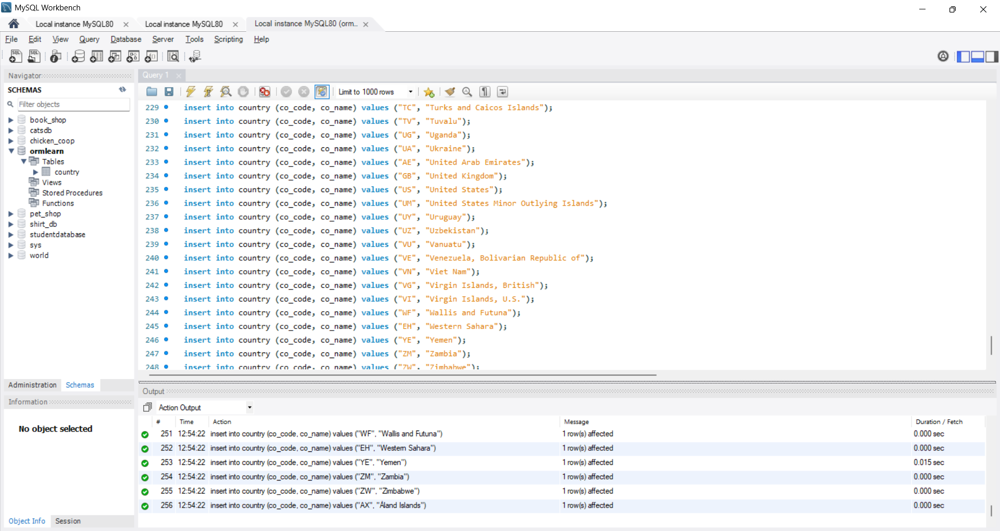 MySQL Workbench
Local instance MySQL80
Local instance MySQL80
Local instance MySQL80 (orm...
File Edit View Query Database Server Tools Scripting Help
Navigator
SCHEMAS
Filter objects
book_shop
catsdb
chicken_coop
ormlearn
Tables
country
Views
Stored Procedures
Functions
pet_shop
shirt_db
studentdatabase
sys
world
Administration Schemas
Information
No object selected
Object Info Session
Query 1
Limit to 1000 rows
229 insert into country (co_code, co_name) values ("TC", "Turks and Caicos Islands");
230 insert into country (co_code, co_name) values ("TV", "Tuvalu");
231 insert into country (co_code, co_name) values ("UG", "Uganda");
232 insert into country (co_code, co_name) values ("UA", "Ukraine");
233 insert into country (co_code, co_name) values ("AE", "United Arab Emirates");
234 insert into country (co_code, co_name) values ("GB", "United Kingdom");
235 insert into country (co_code, co_name) values ("US", "United States");
236 insert into country (co_code, co_name) values ("UM", "United States Minor Outlying Islands");
237 insert into country (co_code, co_name) values ("UY", "Uruguay");
238 insert into country (co_code, co_name) values ("UZ", "Uzbekistan");
239 insert into country (co_code, co_name) values ("VU", "Vanuatu");
240 insert into country (co_code, co_name) values ("VE", "Venezuela, Bolivarian Republic of");
241 insert into country (co_code, co_name) values ("VN", "Viet Nam");
242 insert into country (co_code, co_name) values ("VG", "Virgin Islands, British");
243 insert into country (co_code, co_name) values ("VI", "Virgin Islands, U.S.");
244 insert into country (co_code, co_name) values ("WF", "Wallis and Futuna");
245 insert into country (co_code, co_name) values ("EH", "Western Sahara");
246 insert into country (co_code, co_name) values ("YE", "Yemen");
247 insert into country (co_code, co_name) values ("ZM", "Zambia");
248 insert into country (co_code, co_name) values ("ZW", "Zimbabwe");
Output
Action Output
# Time Action Message Duration / Fetch
251 12:54:22 insert into country (co_code, co_name) values ("WF", "Wallis and Futuna") 1 row(s) affected 0.000 sec
252 12:54:22 insert into country (co_code, co_name) values ("EH", "Western Sahara") 1 row(s) affected 0.000 sec
253 12:54:22 insert into country (co_code, co_name) values ("YE", "Yemen") 1 row(s) affected 0.015 sec
254 12:54:22 insert into country (co_code, co_name) values ("ZM", "Zambia") 1 row(s) affected 0.000 sec
255 12:54:22 insert into country (co_code, co_name) values ("ZW", "Zimbabwe") 1 row(s) affected 0.000 sec
256 12:54:22 insert into country (co_code, co_name) values ("AX", "Åland Islands") 1 row(s) affected 0.000 sec